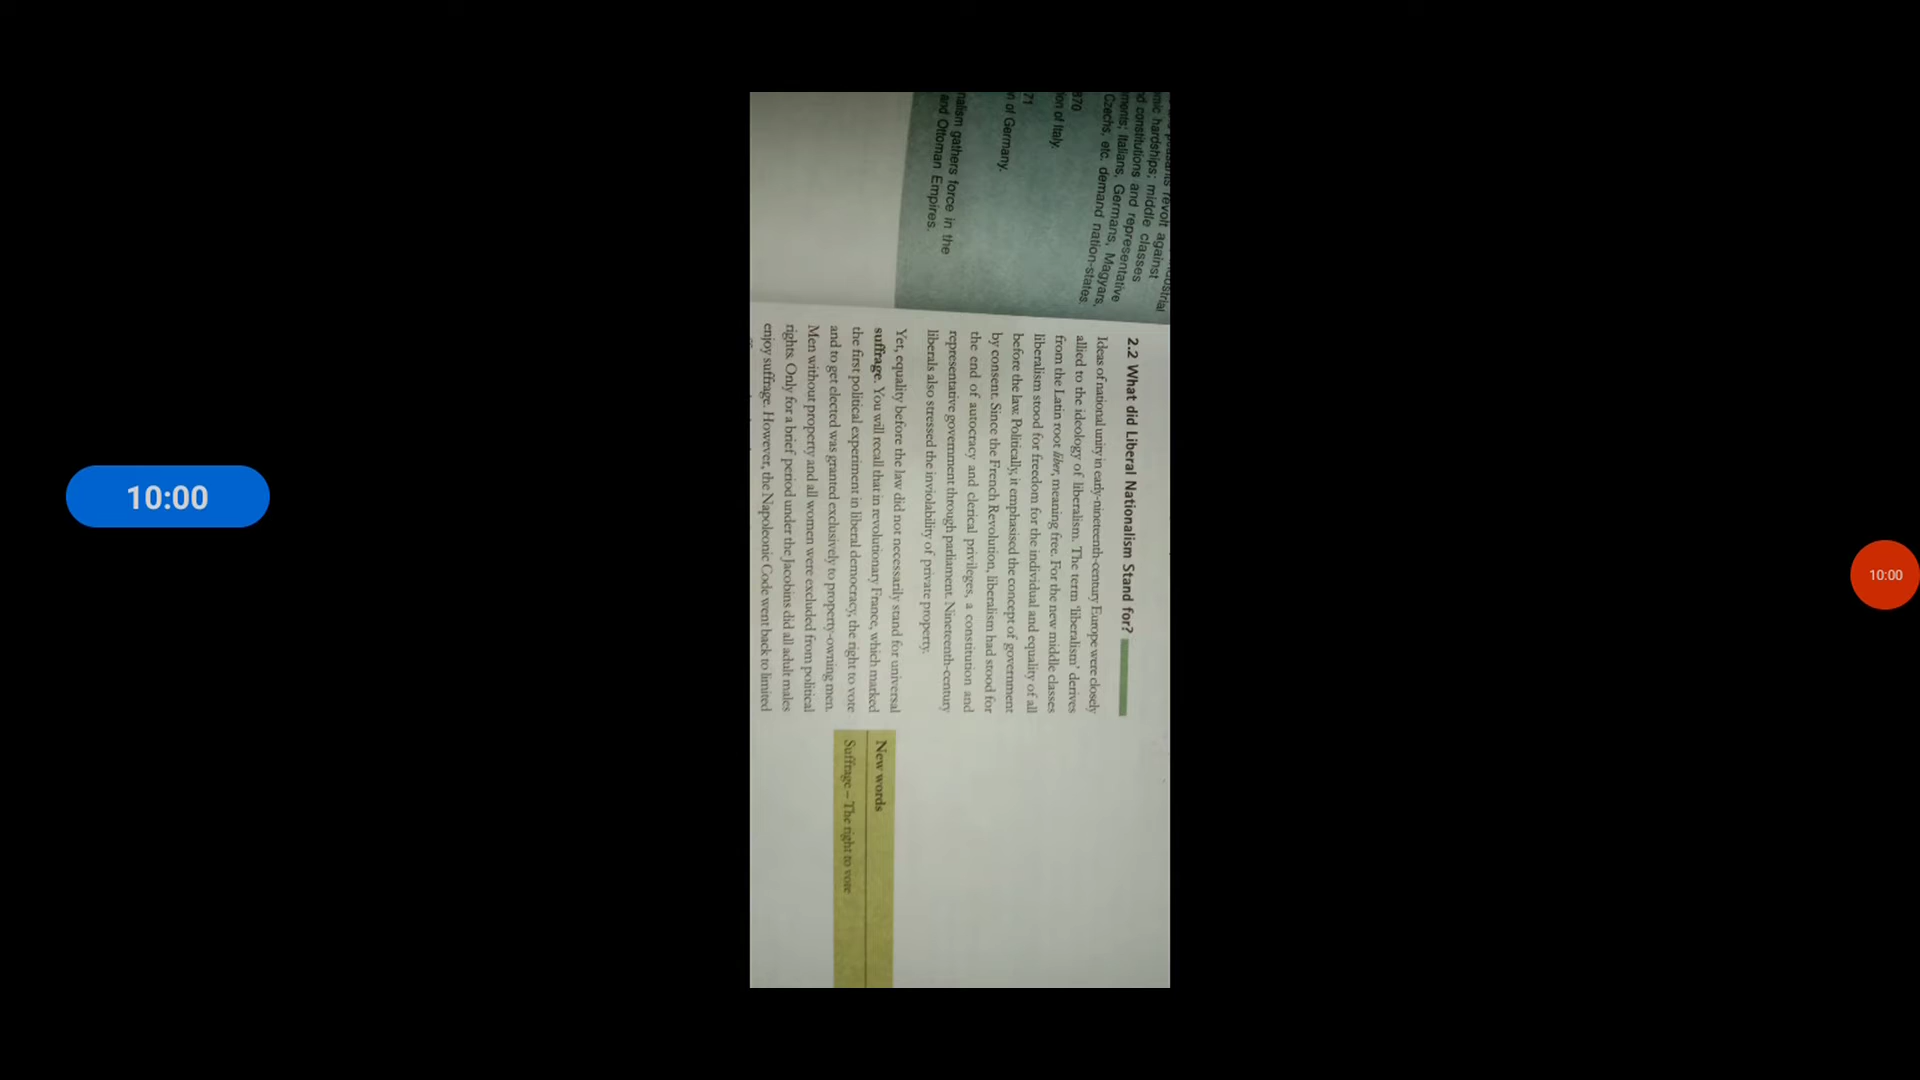 10:00
10:00
revolt against
mic hardships; middle classes
d constitutions and representative
ments; Italians, Germans, Magyars,
Czechs, etc. demand nation-states.
870
ion of Italy.
71
n of Germany.
nalism gathers force in the
and Ottoman Empires.
2.2 What did Liberal Nationalism Stand for?
Ideas of national unity in early-nineteenth-century Europe were closely
allied to the ideology of liberalism. The term ‘liberalism’ derives
from the Latin root liber, meaning free. For the new middle classes
liberalism stood for freedom for the individual and equality of all
before the law. Politically, it emphasised the concept of government
by consent. Since the French Revolution, liberalism had stood for
the end of autocracy and clerical privileges, a constitution and
representative government through parliament. Nineteenth-century
liberals also stressed the inviolability of private property.
Yet, equality before the law did not necessarily stand for universal
suffrage. You will recall that in revolutionary France, which marked
the first political experiment in liberal democracy, the right to vote
and to get elected was granted exclusively to property-owning men.
Men without property and all women were excluded from political
rights. Only for a brief period under the Jacobins did all adult males
enjoy suffrage. However, the Napoleonic Code went back to limited
New words
Suffrage – The right to vote